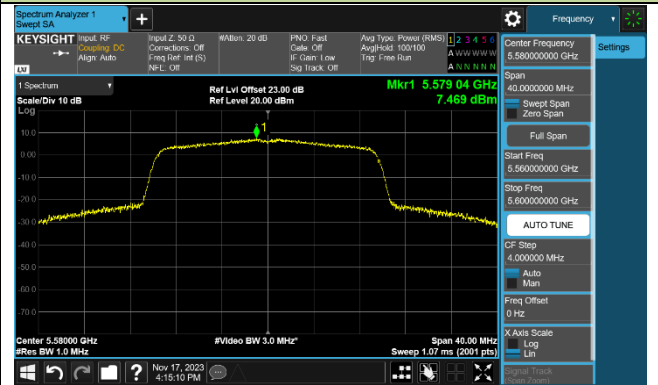 Spectrum Analyzer 1
Swept SA
+
Frequency
KEYSIGHT
Input: RF
Coupling: DC
Align: Auto
Input Z: 50 Ω
Corrections: Off
Freq Ref: Int (S)
NFE: Off
#Atten: 20 dB
PNO: Fast
Gate: Off
IF Gain: Low
Sig Track: Off
Avg Type: Power (RMS)
Avg|Hold: 100/100
Trig: Free Run
1 2 3 4 5 6
A W W W W W
A N N N N N
LXI
1 Spectrum
Scale/Div 10 dB
Log
Ref Lvl Offset 23.00 dB
Ref Level 20.00 dBm
Mkr1 5.579 04 GHz
7.469 dBm
1
10.0
0.00
-10.0
-20.0
-30.0
-40.0
-50.0
-60.0
-70.0
Center 5.58000 GHz
#Res BW 1.0 MHz
#Video BW 3.0 MHz*
Span 40.00 MHz
Sweep 1.07 ms (2001 pts)
Nov 17, 2023
4:15:10 PM
?
Center Frequency
5.580000000 GHz
Settings
Span
40.0000000 MHz
Swept Span
Zero Span
Full Span
Start Freq
5.560000000 GHz
Stop Freq
5.600000000 GHz
AUTO TUNE
CF Step
4.000000 MHz
Auto
Man
Freq Offset
0 Hz
X Axis Scale
Log
Lin
Signal Track
(Span Zoom)